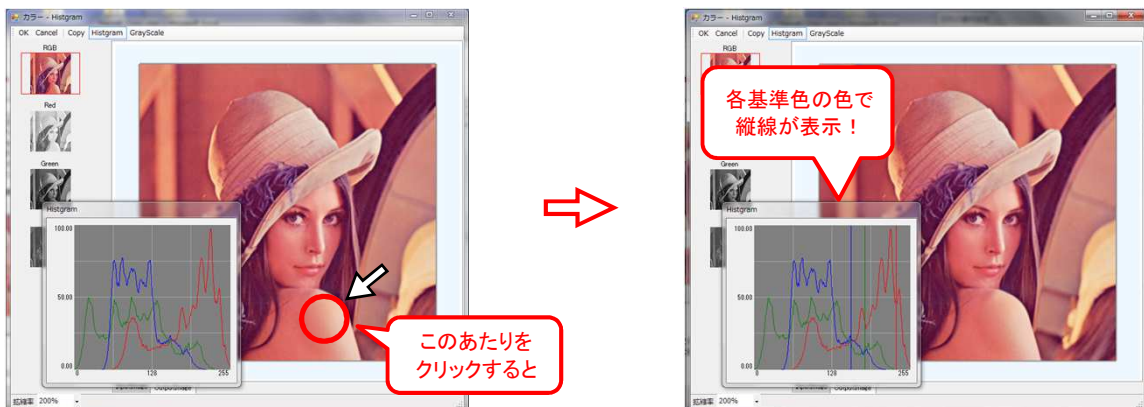 カラー - Histgram
OK Cancel Copy Histgram GrayScale
RGB
Red
Green
Histgram
100.00
50.00
0.00
0 128 255
このあたりを
クリックすると
拡縮率 200%
カラー - Histgram
OK Cancel Copy Histgram GrayScale
RGB
各基準色の色で
縦線が表示！
Green
Histgram
100.00
50.00
0.00
0 128 255
拡縮率 200%